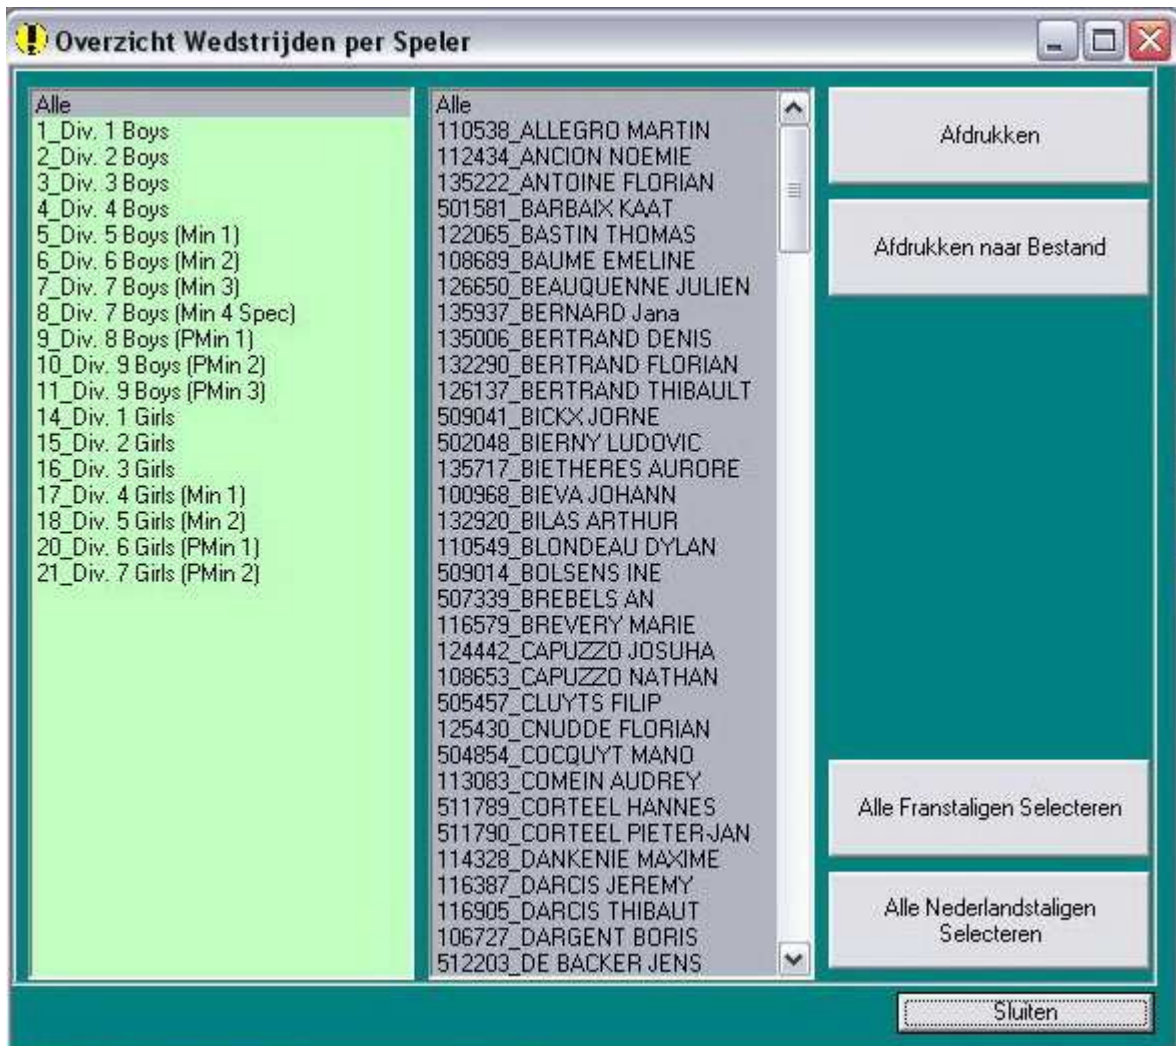 Overzicht Wedstrijden per Speler
Alle
1_Div. 1 Boys
2_Div. 2 Boys
3_Div. 3 Boys
4_Div. 4 Boys
5_Div. 5 Boys (Min 1)
6_Div. 6 Boys (Min 2)
7_Div. 7 Boys (Min 3)
8_Div. 7 Boys (Min 4 Spec)
9_Div. 8 Boys (PMin 1)
10_Div. 9 Boys (PMin 2)
11_Div. 9 Boys (PMin 3)
14_Div. 1 Girls
15_Div. 2 Girls
16_Div. 3 Girls
17_Div. 4 Girls (Min 1)
18_Div. 5 Girls (Min 2)
20_Div. 6 Girls (PMin 1)
21_Div. 7 Girls (PMin 2)
Alle
110538_ALLEGRO MARTIN
112434_ANCION NOEMIE
135222_ANTOINE FLORIAN
501581_BARBAIX KAAT
122065_BASTIN THOMAS
108689_BAUME EMELINE
126650_BEAUQUENNE JULIEN
135937_BERNARD Jana
135006_BERTRAND DENIS
132290_BERTRAND FLORIAN
126137_BERTRAND THIBAULT
509041_BICKX JORNE
502048_BIERNY LUDOVIC
135717_BIETHERES AURORE
100968_BIEVA JOHANN
132920_BILAS ARTHUR
110549_BLONDEAU DYLAN
509014_BOLSENS INE
507339_BREBELS AN
116579_BREVERY MARIE
124442_CAPUZZO JOSUHA
108653_CAPUZZO NATHAN
505457_CLUYTS FILIP
125430_CNUDDE FLORIAN
504854_COCQUYT MANO
113083_COMEIN AUDREY
511789_CORTEEL HANNES
511790_CORTEEL PIETER-JAN
114328_DANKENIE MAXIME
116387_DARCIS JEREMY
116905_DARCIS THIBAUT
106727_DARGENT BORIS
512203_DE BACKER JENS
Afdrukken
Afdrukken naar Bestand
Alle Franstaligen Selecteren
Alle Nederlandstaligen
Selecteren
Sluiten